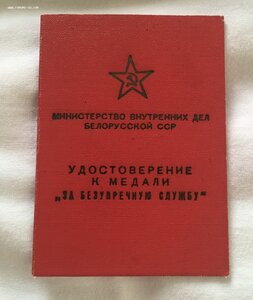 МИНИСТЕРСТВО ВНУТРЕННИХ ДЕЛ
БЕЛОРУССКОЙ ССР
УДОСТОВЕРЕНИЕ
К МЕДАЛИ
„ЗА БЕЗУПРЕЧНУЮ СЛУЖБУ“